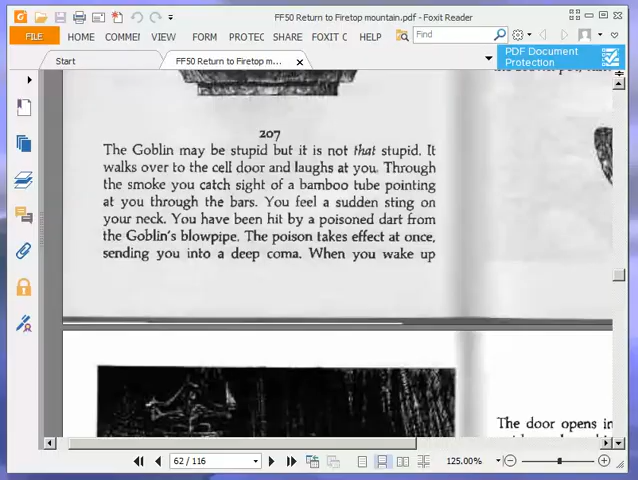 FF50 Return to Firetop mountain.pdf - Foxit Reader
FILE HOME COMMEI VIEW FORM PROTEC SHARE FOXIT C HELP Find
Start FF50 Return to Firetop m... PDF Document Protection
207
The Goblin may be stupid but it is not that stupid. It
walks over to the cell door and laughs at you. Through
the smoke you catch sight of a bamboo tube pointing
at you through the bars. You feel a sudden sting on
your neck. You have been hit by a poisoned dart from
the Goblin's blowpipe. The poison takes effect at once,
sending you into a deep coma. When you wake up
The door opens in
62 / 116 125.00%